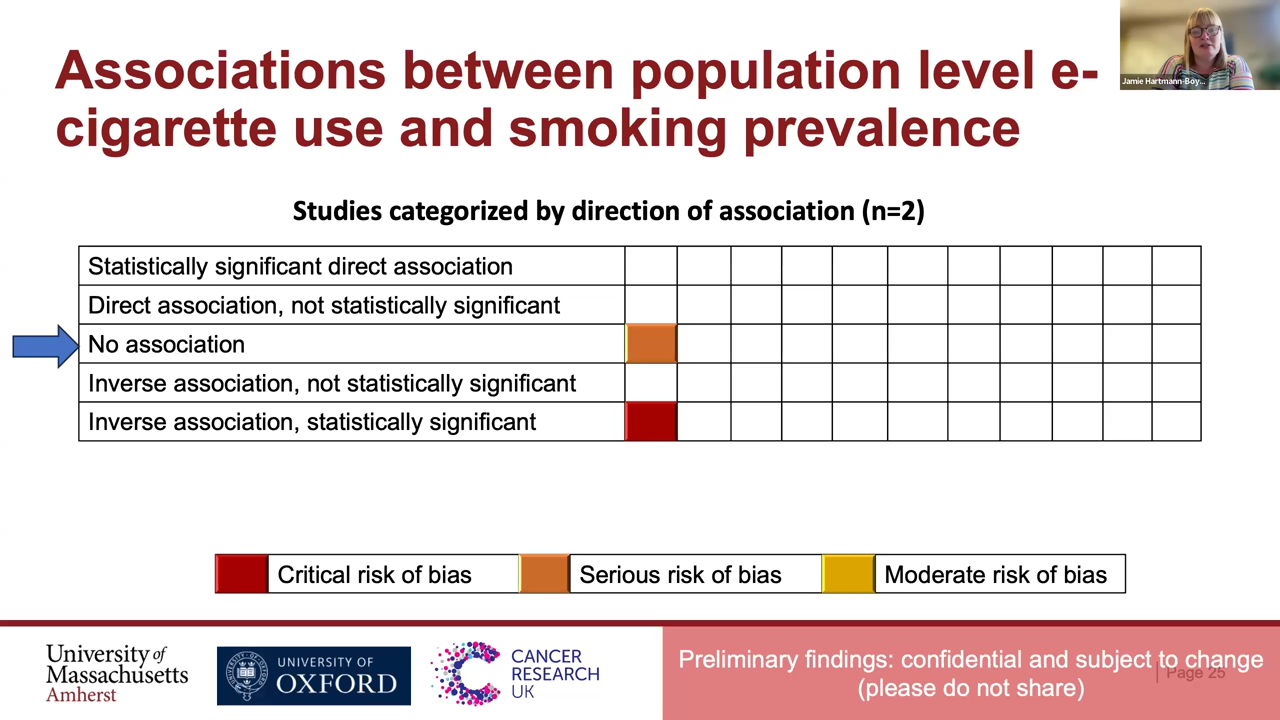 Associations between population level e-
cigarette use and smoking prevalence
Jamie Hartmann-Boy...
Studies categorized by direction of association (n=2)
Statistically significant direct association
Direct association, not statistically significant
No association
Inverse association, not statistically significant
Inverse association, statistically significant
Critical risk of bias
Serious risk of bias
Moderate risk of bias
University of
Massachusetts
Amherst
UNIVERSITY OF
OXFORD
CANCER
RESEARCH
UK
Preliminary findings: confidential and subject to change
(please do not share)
Page 25